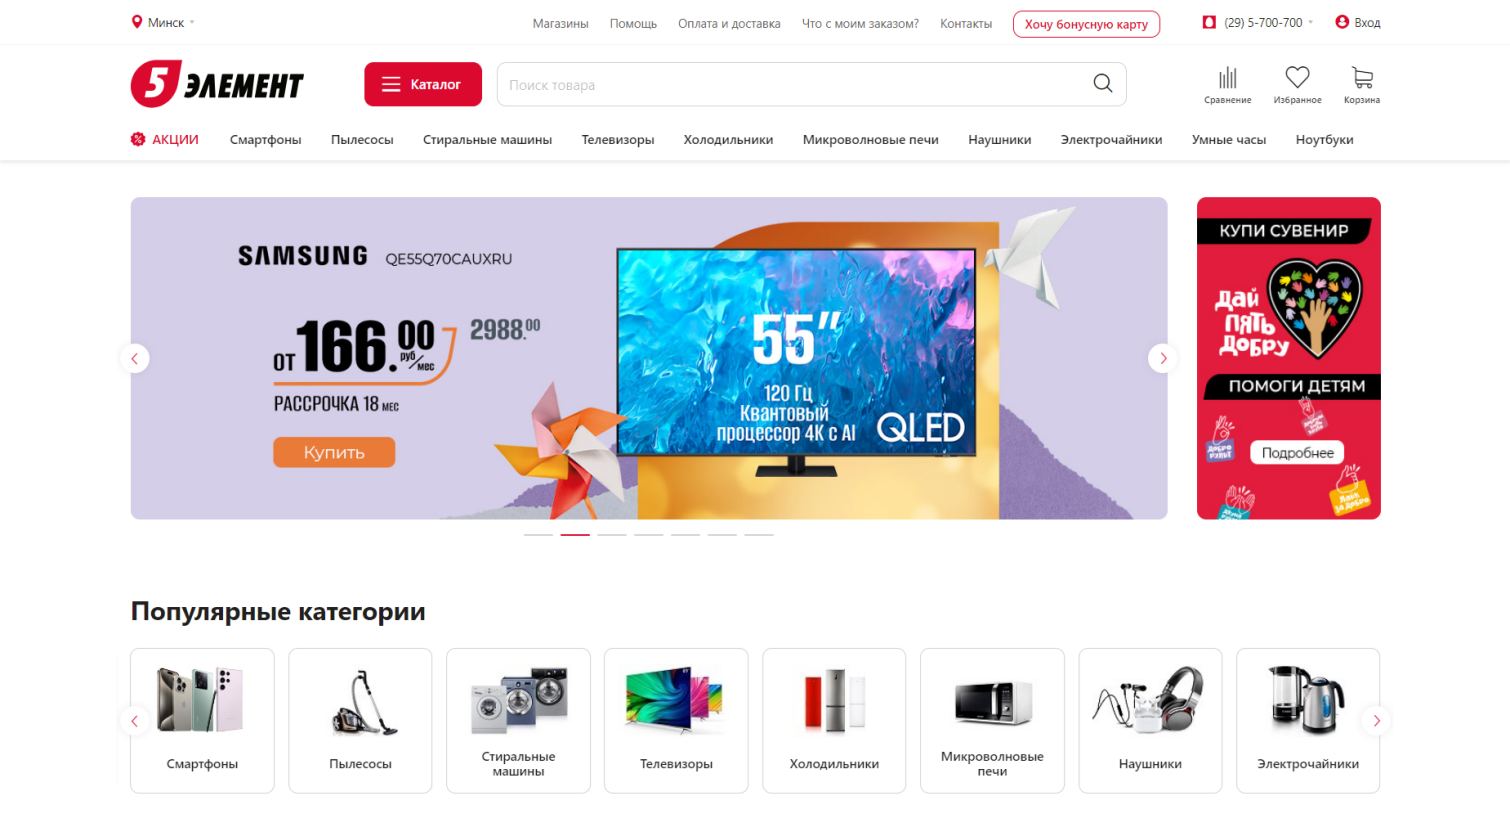 Минск
Магазины
Помощь
Оплата и доставка
Что с моим заказом?
Контакты
Хочу бонусную карту
(29) 5-700-700
Вход
5 ЭЛЕМЕНТ
Каталог
Поиск товара
Сравнение
Избранное
Корзина
% АКЦИИ
Смартфоны
Пылесосы
Стиральные машины
Телевизоры
Холодильники
Микроволновые печи
Наушники
Электрочайники
Умные часы
Ноутбуки
SAMSUNG QE55Q70CAUXRU
от 166.00 руб/мес
2988.00
РАССРОЧКА 18 МЕС
Купить
55"
120 Гц
Квантовый
процессор 4К с AI
QLED
КУПИ СУВЕНИР
Дай
пять
добру
ПОМОГИ ДЕТЯМ
Подробнее
Популярные категории
Смартфоны
Пылесосы
Стиральные
машины
Телевизоры
Холодильники
Микроволновые
печи
Наушники
Электрочайники